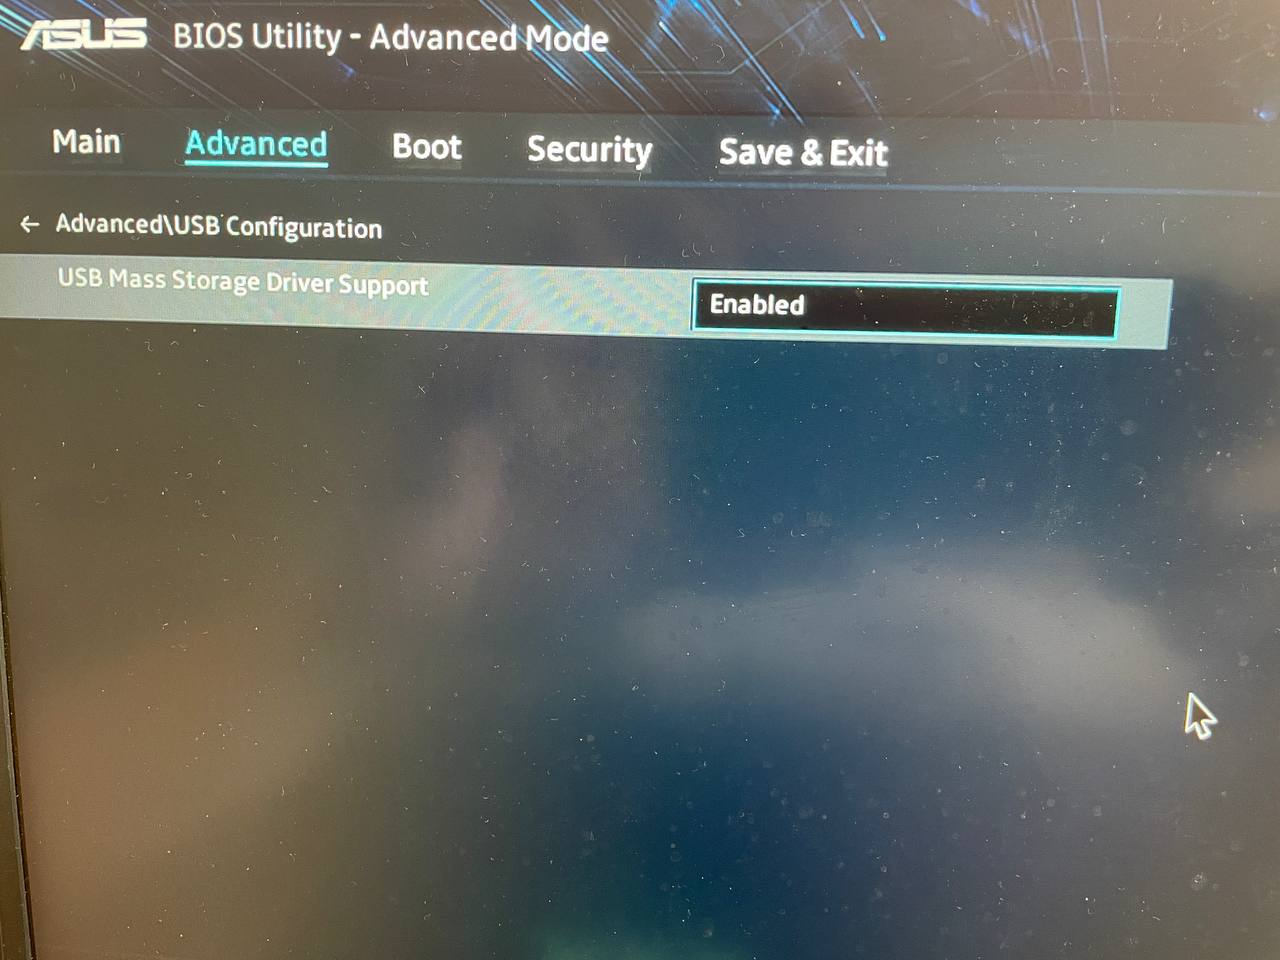 ASUS BIOS Utility - Advanced Mode
Main Advanced Boot Security Save & Exit
← Advanced\USB Configuration
USB Mass Storage Driver Support Enabled